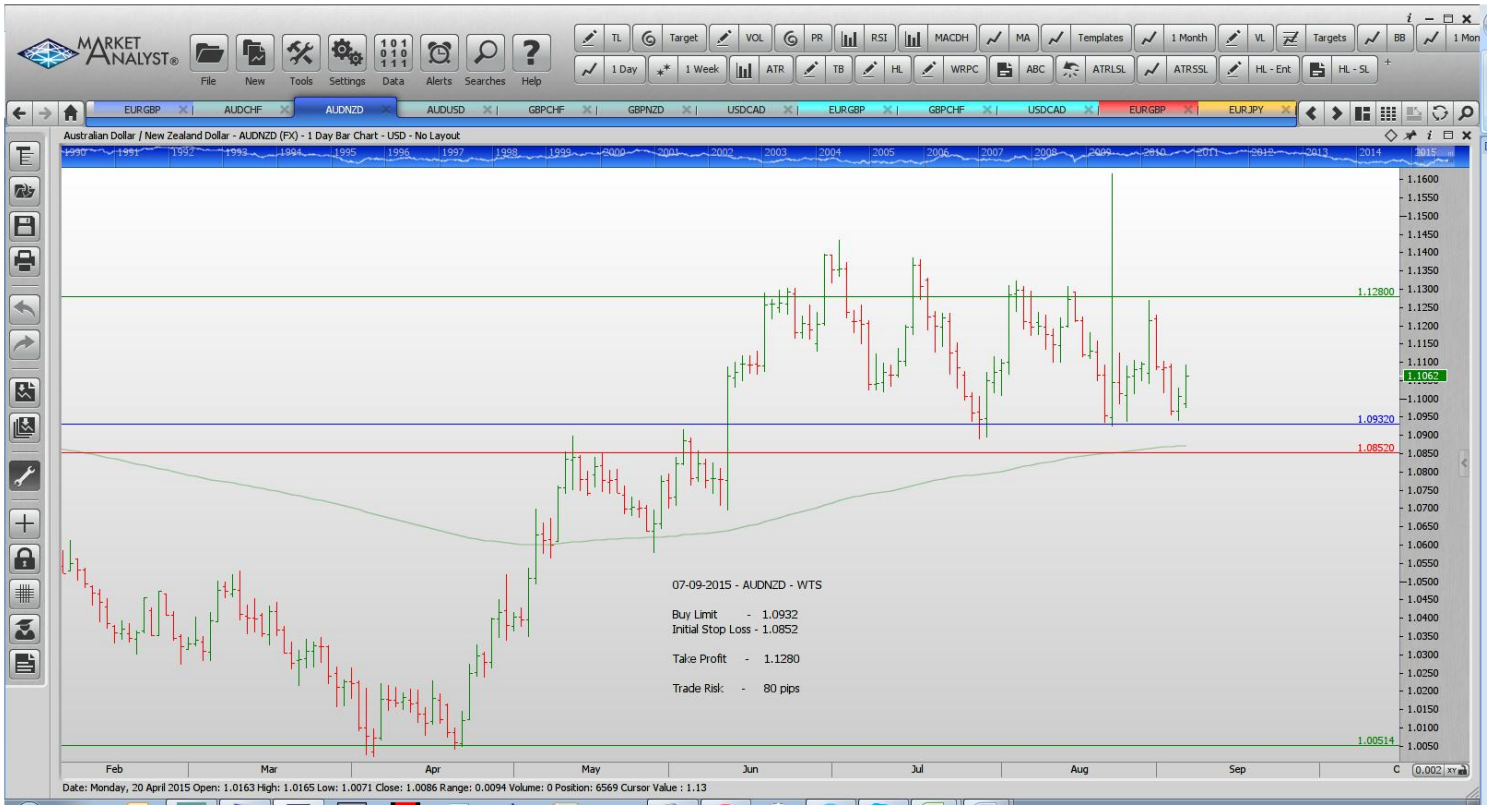 i
MARKET
ANALYST®
File
New
Tools
Settings
101
010
111
Data
Alerts
Searches
?
Help
TL
Target
VOL
PR
RSI
MACDH
MA
Templates
1 Month
VL
Targets
BB
1 Mon
1 Day
1 Week
ATR
TB
HL
WRPC
ABC
ATRLSL
ATRSSL
HL - Ent
HL - SL
+
EURGBP
AUDCHF
AUDNZD
AUDUSD
GBPCHF
GBPNZD
USDCAD
EURGBP
GBPCHF
USDCAD
EURGBP
EURJPY
Australian Dollar / New Zealand Dollar - AUDNZD (FX) - 1 Day Bar Chart - USD - No Layout
1990 1991 1992 1993 1994 1995 1996 1997 1998 1999 2000 2001 2002 2003 2004 2005 2006 2007 2008 2009 2010 2011 2012 2013 2014 2015
1.1600
1.1550
1.1500
1.1450
1.1400
1.1350
1.1300
1.12800
1.1250
1.1200
1.1150
1.1100
1.1062
1.1000
1.0950
1.09320
1.0900
1.08520
1.0850
1.0800
1.0750
1.0700
1.0650
1.0600
1.0550
1.0500
1.0450
1.0400
1.0350
1.0300
1.0250
1.0200
1.0150
1.0100
1.00514
1.0050
07-09-2015 - AUDNZD - WTS
Buy Limit - 1.0932
Initial Stop Loss - 1.0852
Take Profit - 1.1280
Trade Risk - 80 pips
Feb Mar Apr May Jun Jul Aug Sep C
0.002 XY
Date: Monday, 20 April 2015 Open: 1.0163 High: 1.0165 Low: 1.0071 Close: 1.0086 Range: 0.0094 Volume: 0 Position: 6569 Cursor Value : 1.13